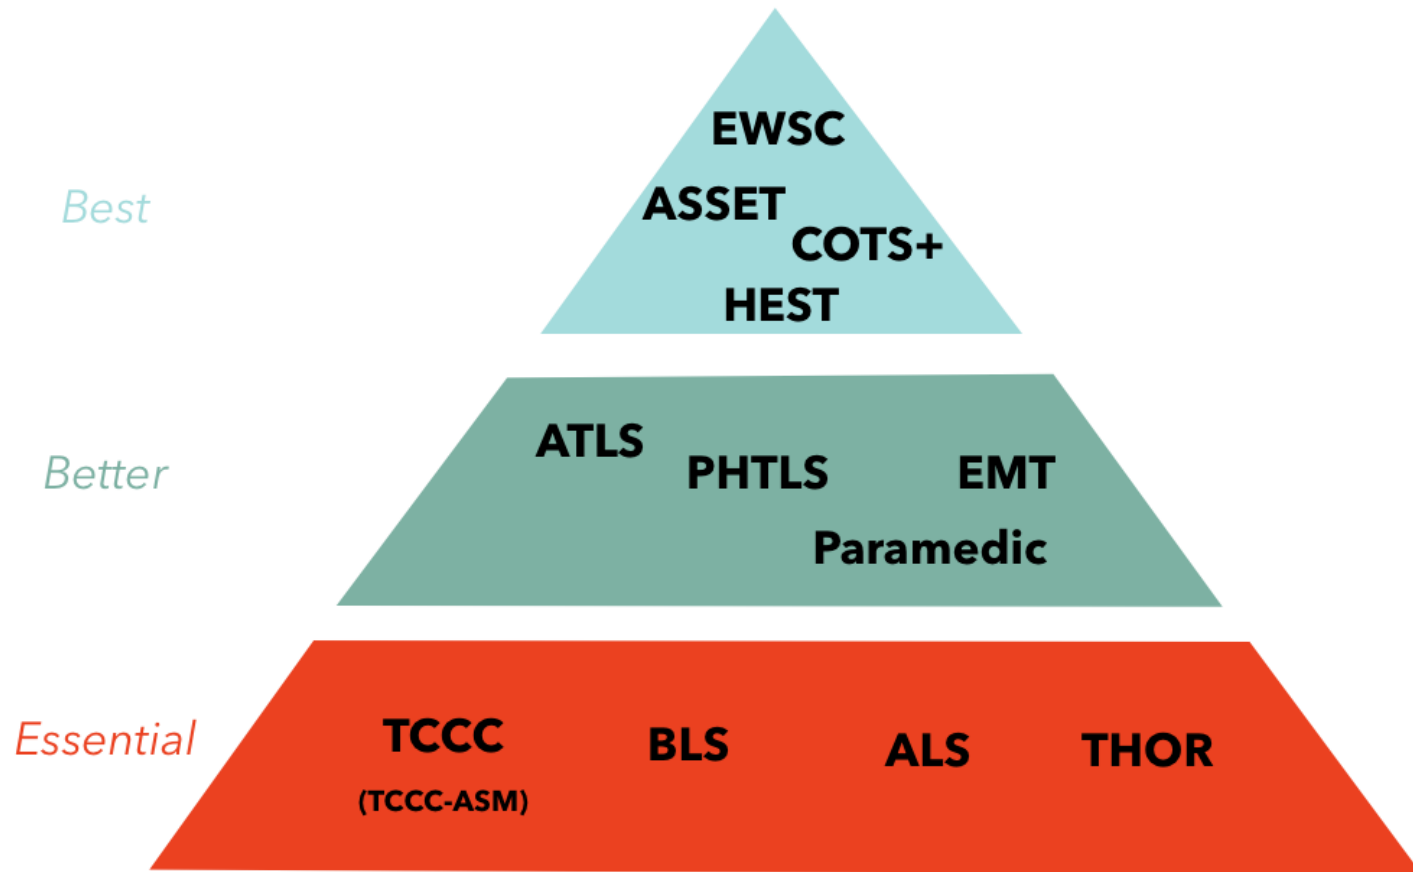 EWSC
Best
ASSET
COTS+
HEST
ATLS
Better
PHTLS
EMT
Paramedic
Essential
TCCC
BLS
ALS
THOR
(TCCC-ASM)